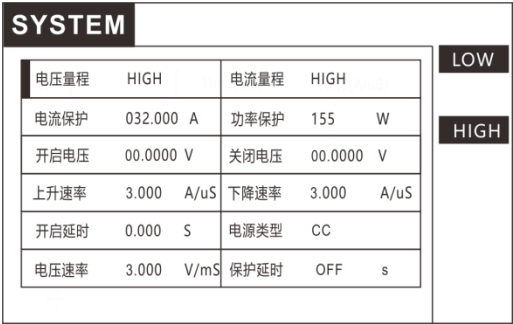 SYSTEM
LOW
HIGH
电压量程 HIGH 电流量程 HIGH
电流保护 032.000 A 功率保护 155 W
开启电压 00.0000 V 关闭电压 00.0000 V
上升速率 3.000 A/uS 下降速率 3.000 A/uS
开启延时 0.000 S 电源类型 CC
电压速率 3.000 V/mS 保护延时 OFF s